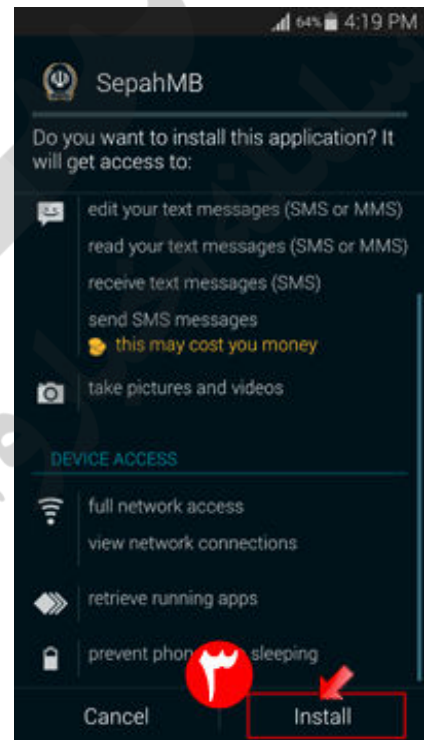 64% 4:19 PM
SepahMB
Do you want to install this application? It
will get access to:
edit your text messages (SMS or MMS)
read your text messages (SMS or MMS)
receive text messages (SMS)
send SMS messages
this may cost you money
take pictures and videos
DEVICE ACCESS
full network access
view network connections
retrieve running apps
prevent phon sleeping
۳
Cancel Install